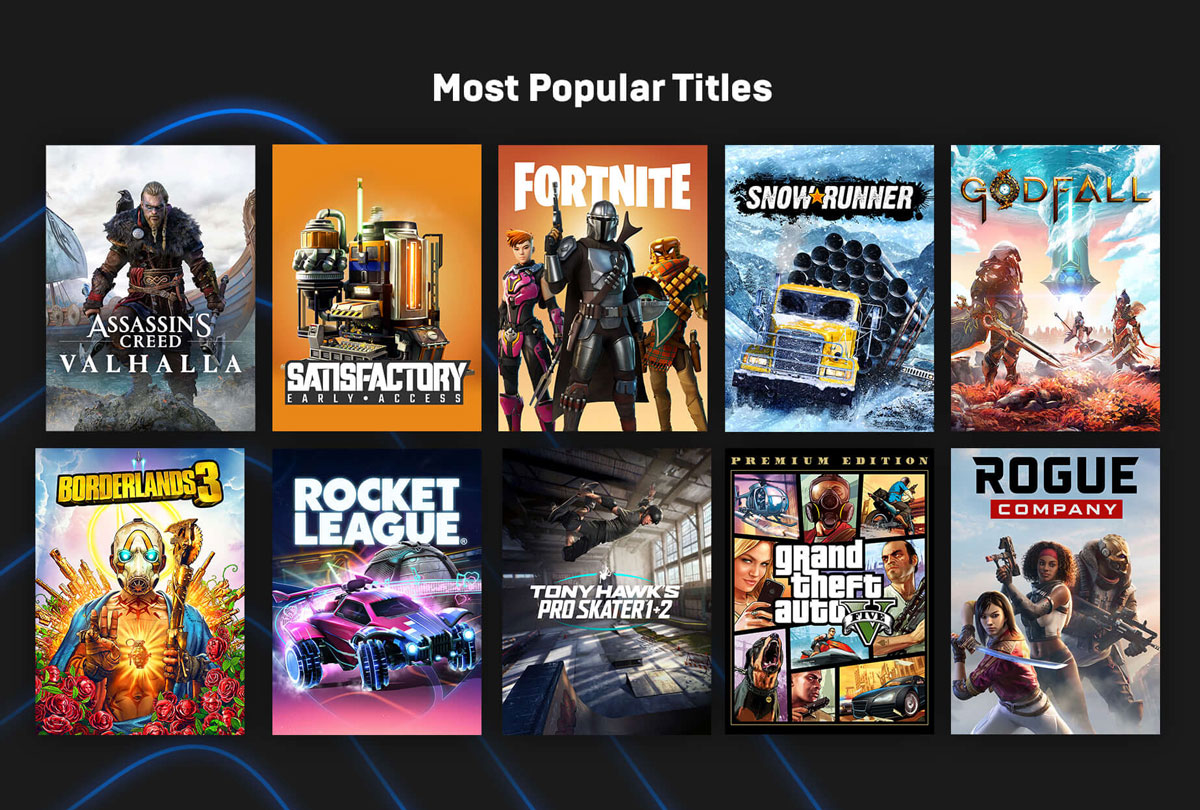 Most Popular Titles
ASSASSIN'S
CREED
VALHALLA
SATISFACTORY
EARLY • ACCESS
FORTNITE
SNOWRUNNER
GODFALL
BORDERLANDS 3
ROCKET
LEAGUE®
TONY HAWK'S
PRO SKATER 1+2
PREMIUM EDITION
grand
theft
auto
V
FIVE
ROGUE
COMPANY